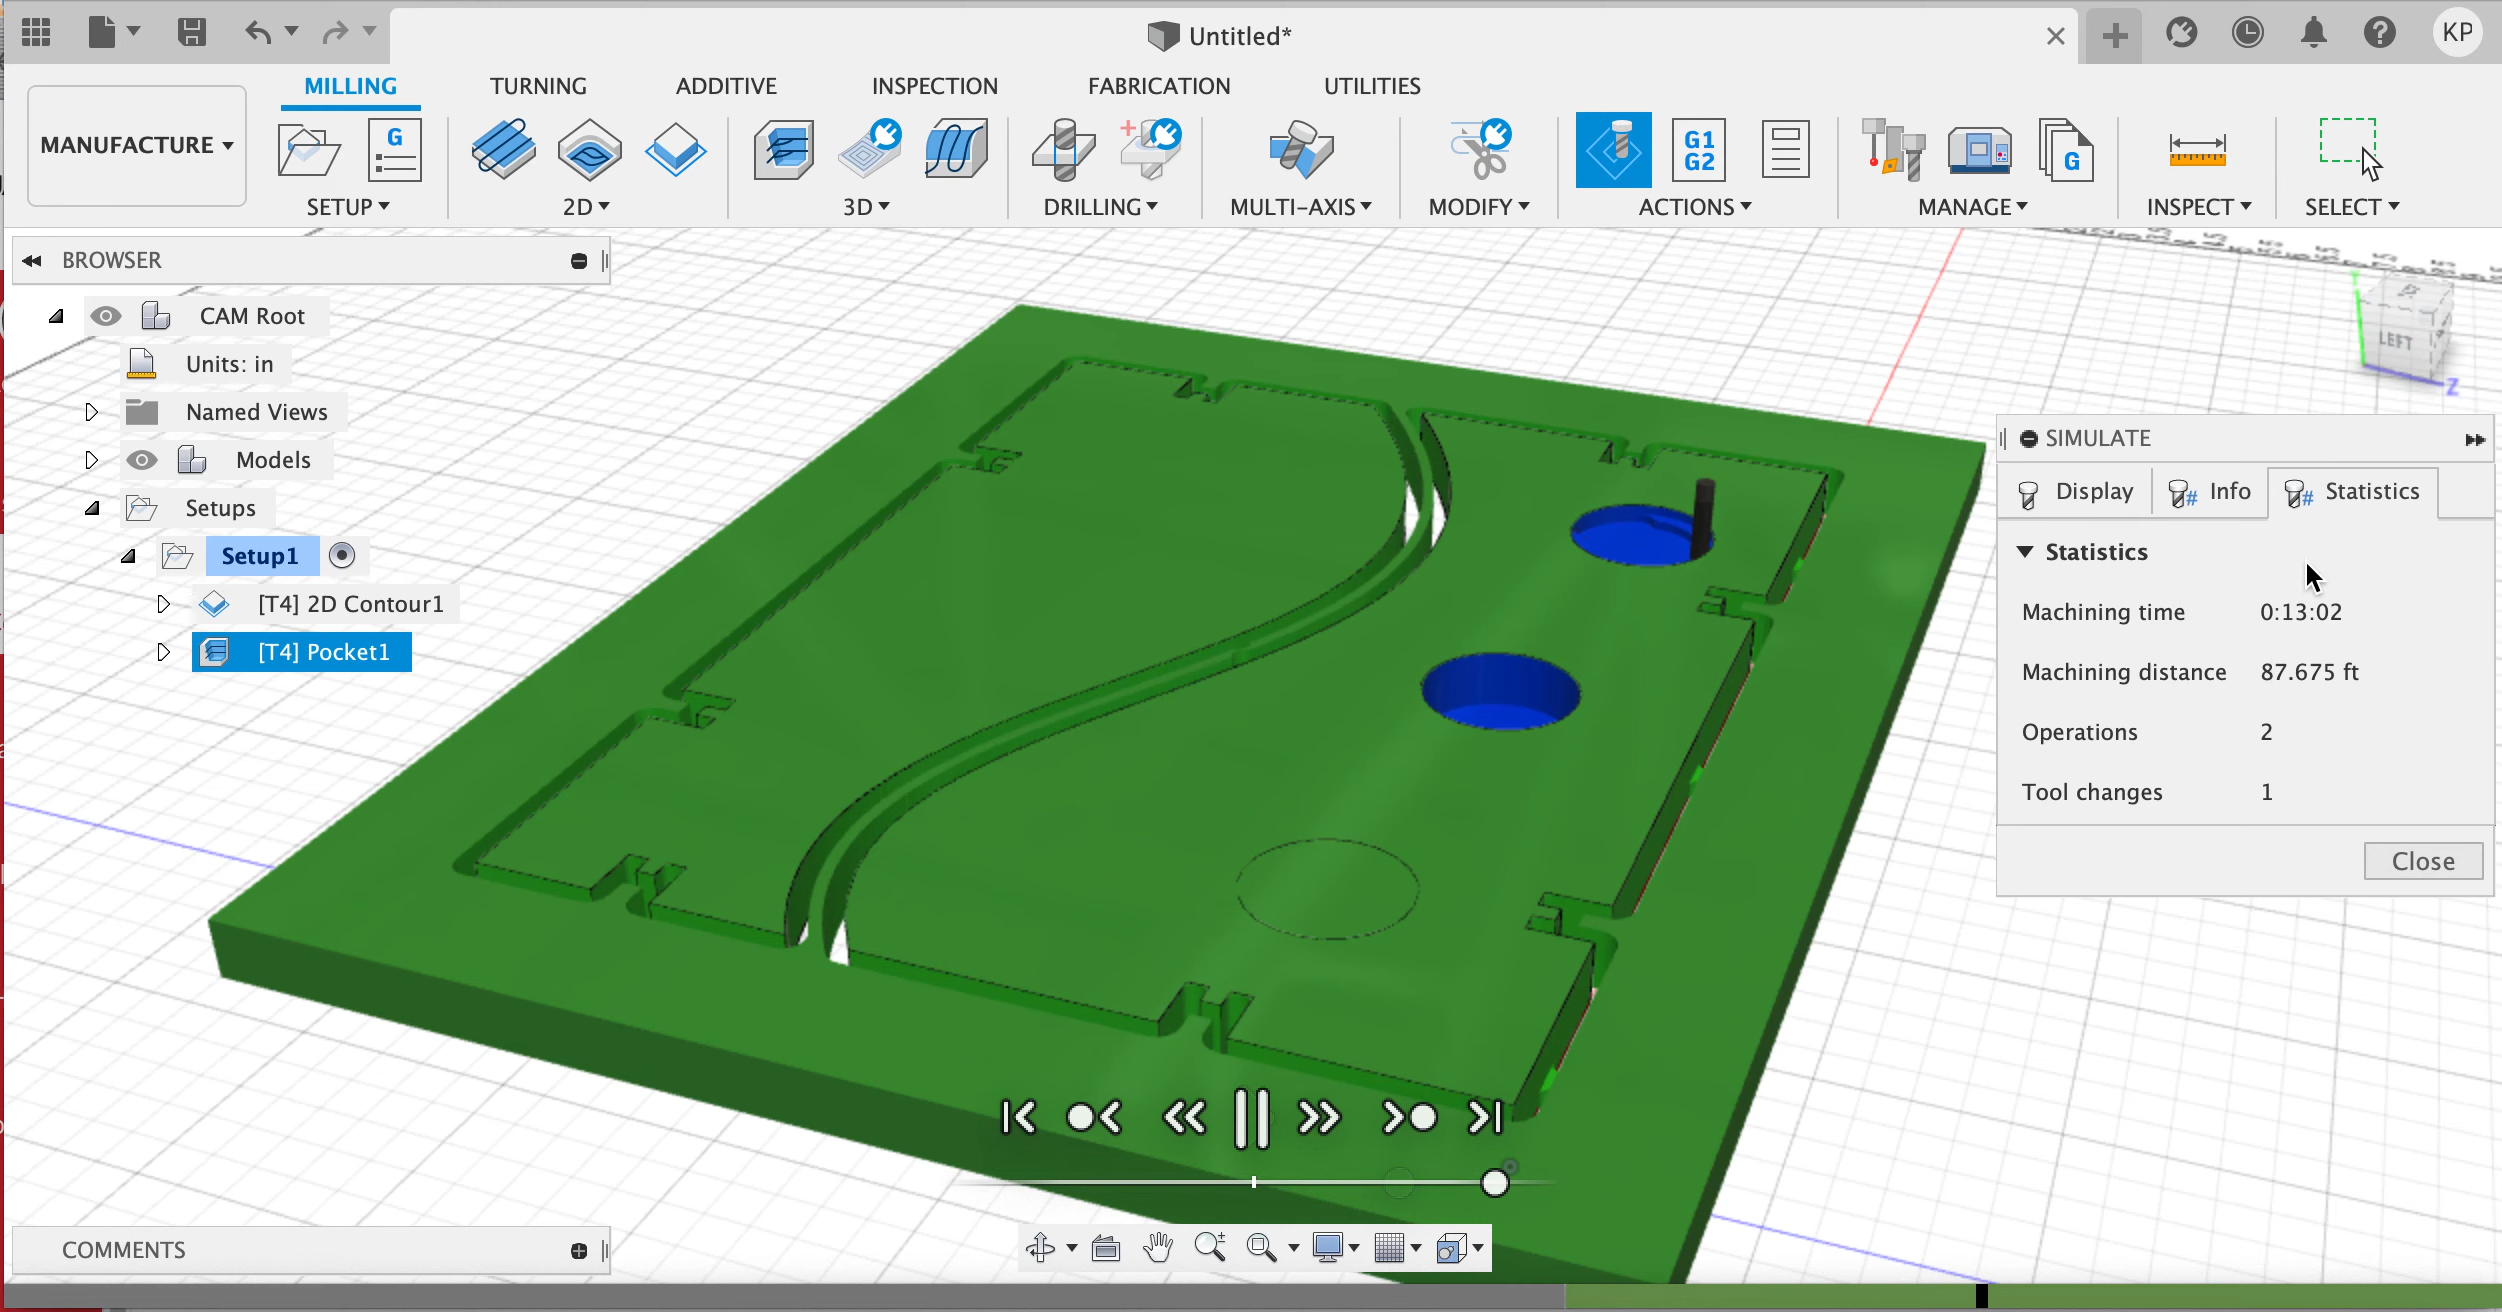 Untitled*
KP
MILLING TURNING ADDITIVE INSPECTION FABRICATION UTILITIES
MANUFACTURE
G
G1
G2
G
SETUP 2D 3D DRILLING MULTI-AXIS MODIFY ACTIONS MANAGE INSPECT SELECT
BROWSER
CAM Root
Units: in
Named Views
Models
Setups
Setup1
[T4] 2D Contour1
[T4] Pocket1
LEFT
Z
SIMULATE
Display Info Statistics
Statistics
Machining time 0:13:02
Machining distance 87.675 ft
Operations 2
Tool changes 1
Close
COMMENTS